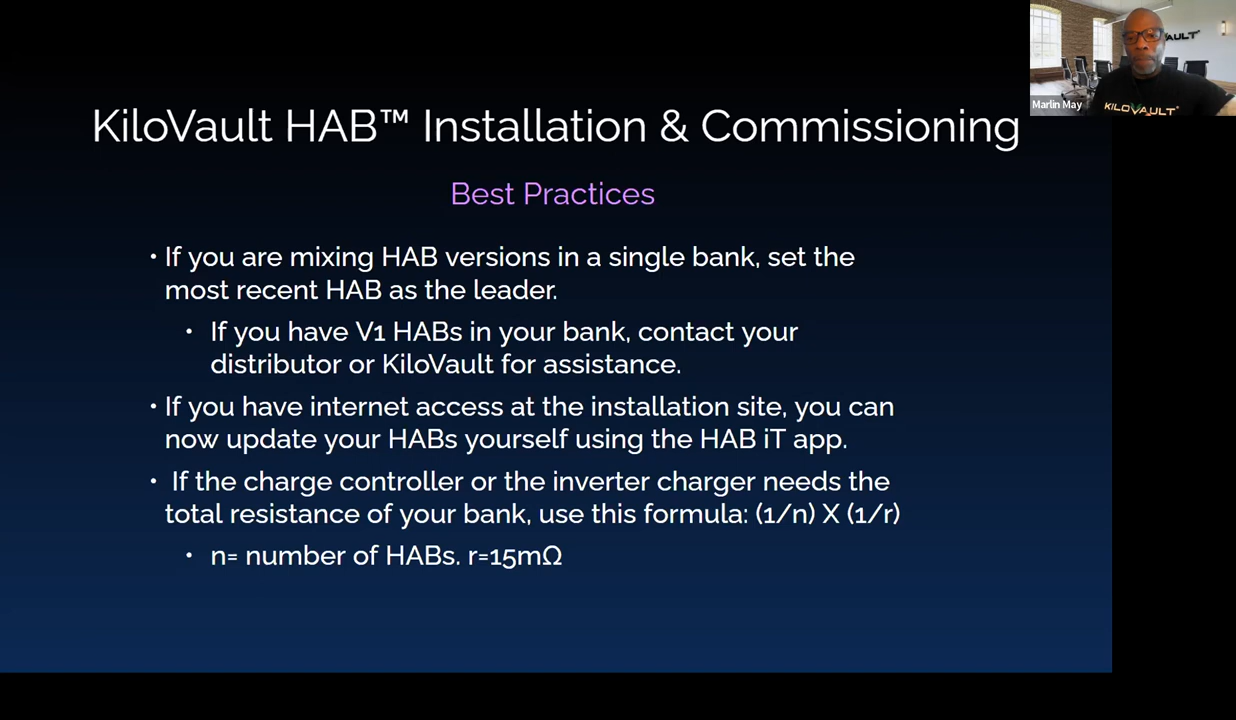 KiloVault HAB™ Installation & Commissioning
Best Practices
• If you are mixing HAB versions in a single bank, set the
most recent HAB as the leader.
• If you have V1 HABs in your bank, contact your
distributor or KiloVault for assistance.
• If you have internet access at the installation site, you can
now update your HABs yourself using the HAB iT app.
• If the charge controller or the inverter charger needs the
total resistance of your bank, use this formula: (1/n) X (1/r)
• n= number of HABs. r=15mΩ
Marlin May
KILOVAULT®